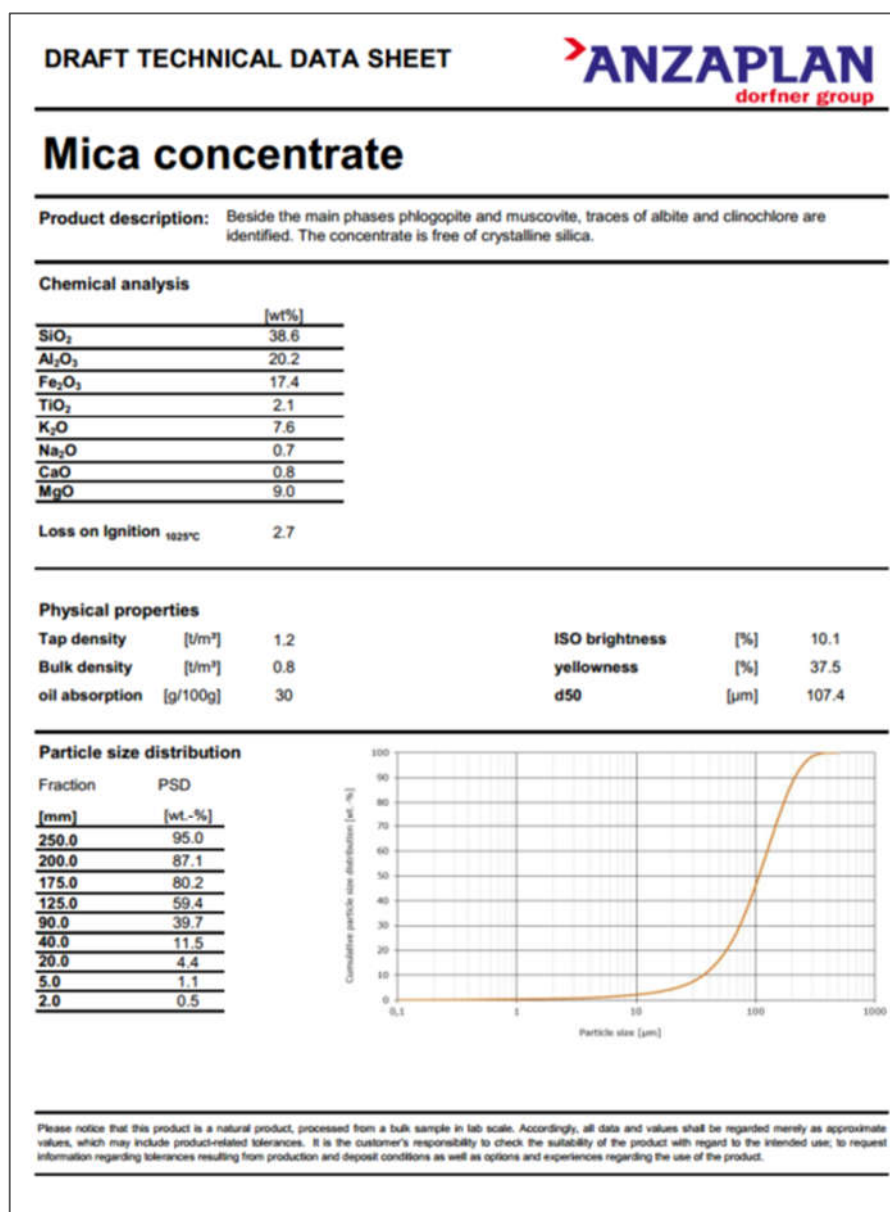 DRAFT TECHNICAL DATA SHEET
ANZAPLAN
dorfner group
Mica concentrate
Product description: Beside the main phases phlogopite and muscovite, traces of albite and clinochlore are
identified. The concentrate is free of crystalline silica.
Chemical analysis
[wt%]
SiO₂ 38.6
Al₂O₃ 20.2
Fe₂O₃ 17.4
TiO₂ 2.1
K₂O 7.6
Na₂O 0.7
CaO 0.8
MgO 9.0
Loss on Ignition 1025°C 2.7
Physical properties
Tap density [t/m³] 1.2 ISO brightness [%] 10.1
Bulk density [t/m³] 0.8 yellowness [%] 37.5
oil absorption [g/100g] 30 d50 [µm] 107.4
Particle size distribution
Fraction PSD
[mm] [wt.-%]
250.0 95.0
200.0 87.1
175.0 80.2
125.0 59.4
90.0 39.7
40.0 11.5
20.0 4.4
5.0 1.1
2.0 0.5
Cumulative particle size distribution [wt. -%]
100
90
80
70
60
50
40
30
20
10
0
0,1 1 10 100 1000
Particle size [µm]
Please notice that this product is a natural product, processed from a bulk sample in lab scale. Accordingly, all data and values shall be regarded merely as approximate
values, which may include product-related tolerances. It is the customer's responsibility to check the suitability of the product with regard to the intended use; to request
information regarding tolerances resulting from production and deposit conditions as well as options and experiences regarding the use of the product.